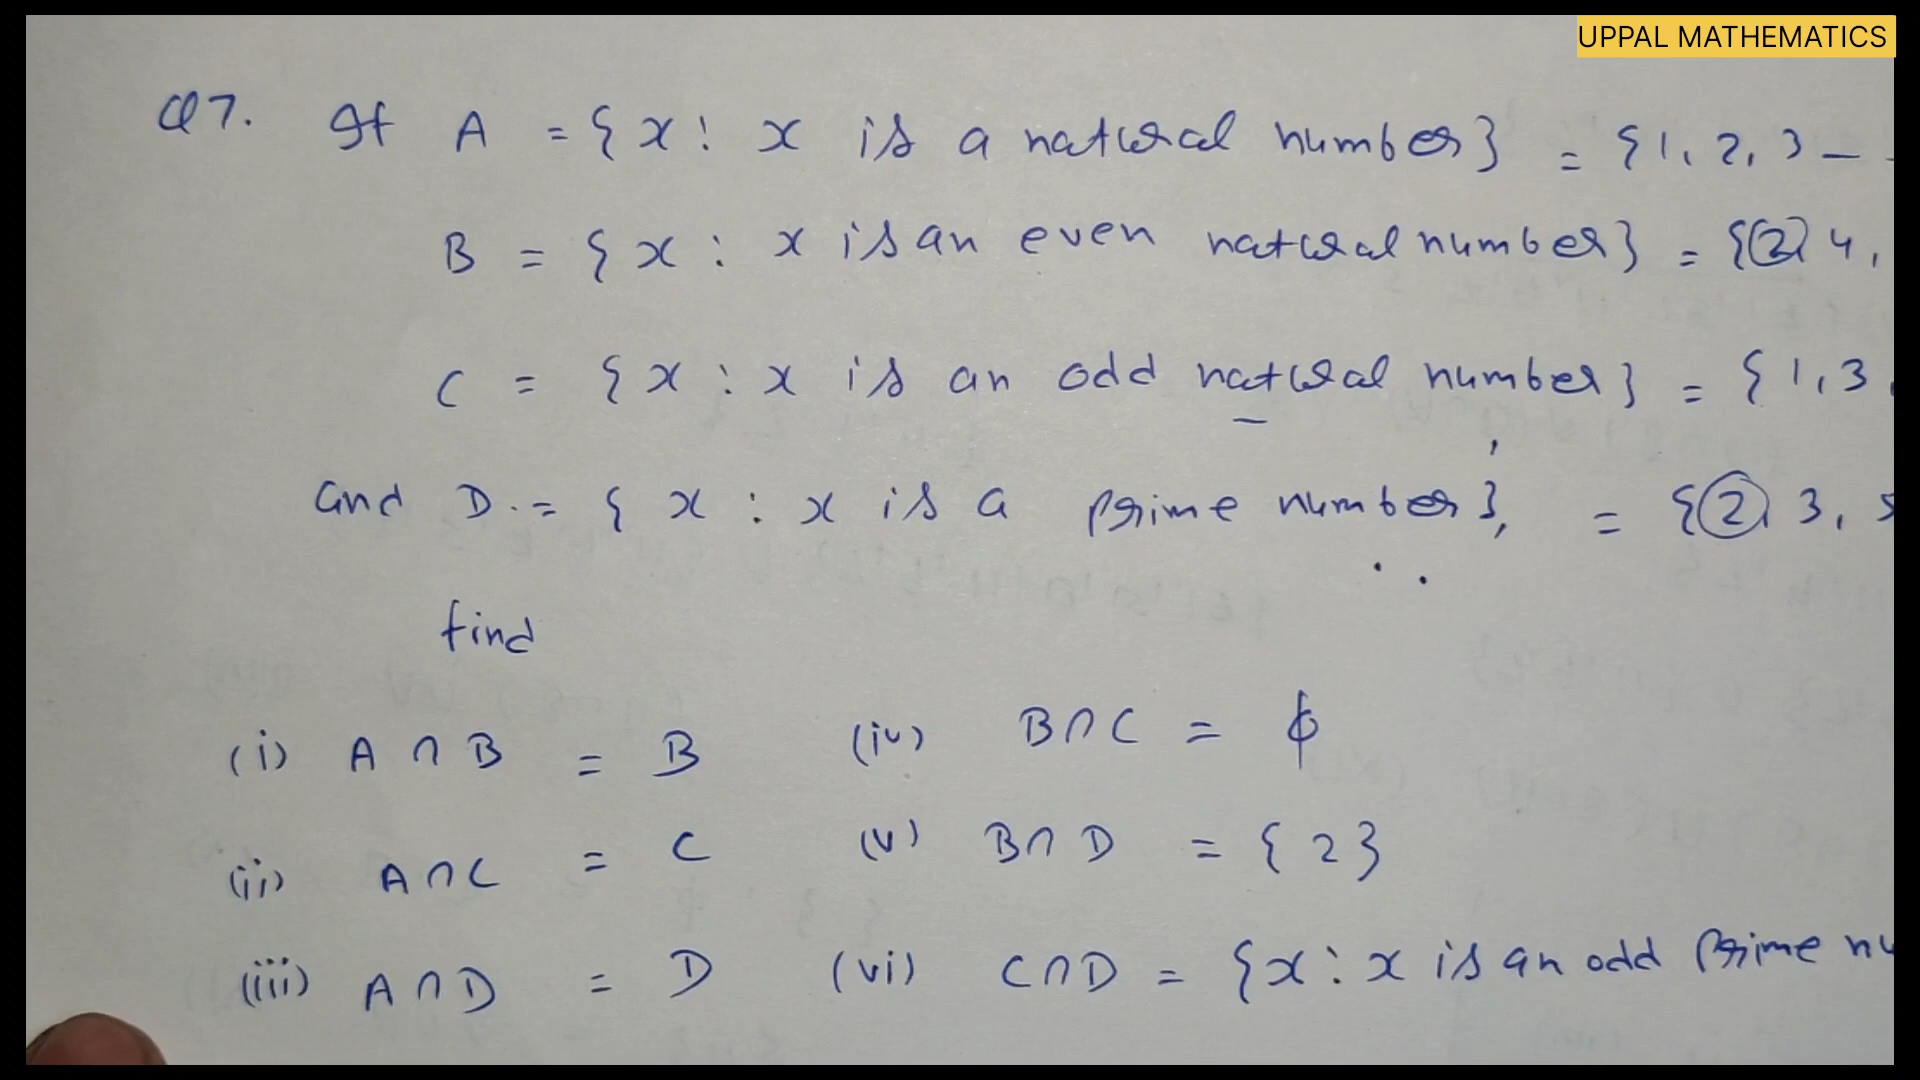 UPPAL MATHEMATICS
Q7. If A = {x : x is a natural number} = {1, 2, 3 – -
B = {x : x is an even natural number} = {2, 4,
C = {x : x is an odd natural number} = {1, 3,
and D. = {x : x is a prime number}, = {2, 3, 5
find
(i) A ∩ B = B (iv) B ∩ C = ϕ
(ii) A ∩ C = C (v) B ∩ D = {2}
(iii) A ∩ D = D (vi) C ∩ D = {x : x is an odd prime nu